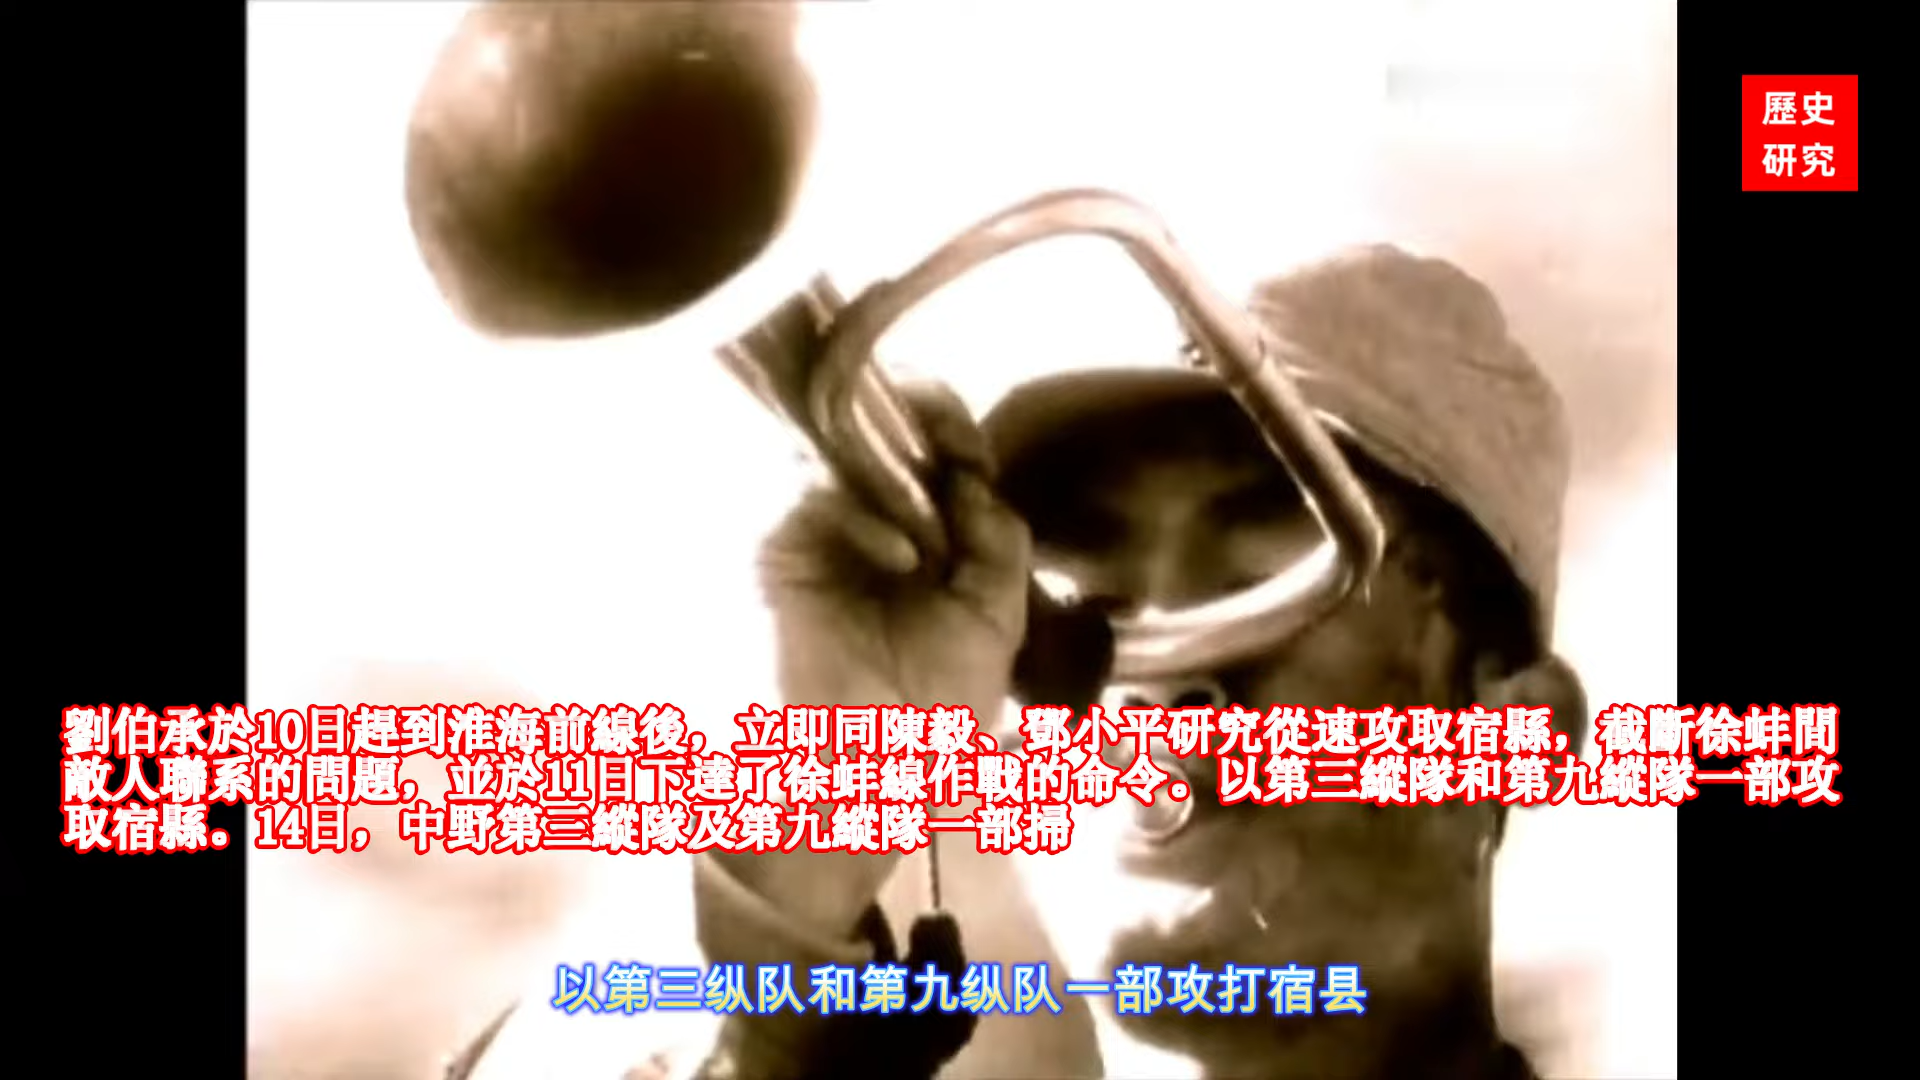 歷史
研究
劉伯承於10日趕到淮海前線後，立即同陳毅、鄧小平研究從速攻取宿縣，截斷徐蚌間
敵人聯系的問題，並於11日下達了徐蚌線作戰的命令。以第三縱隊和第九縱隊一部攻
取宿縣。14日，中野第三縱隊及第九縱隊一部掃
以第三纵队和第九纵队一部攻打宿县